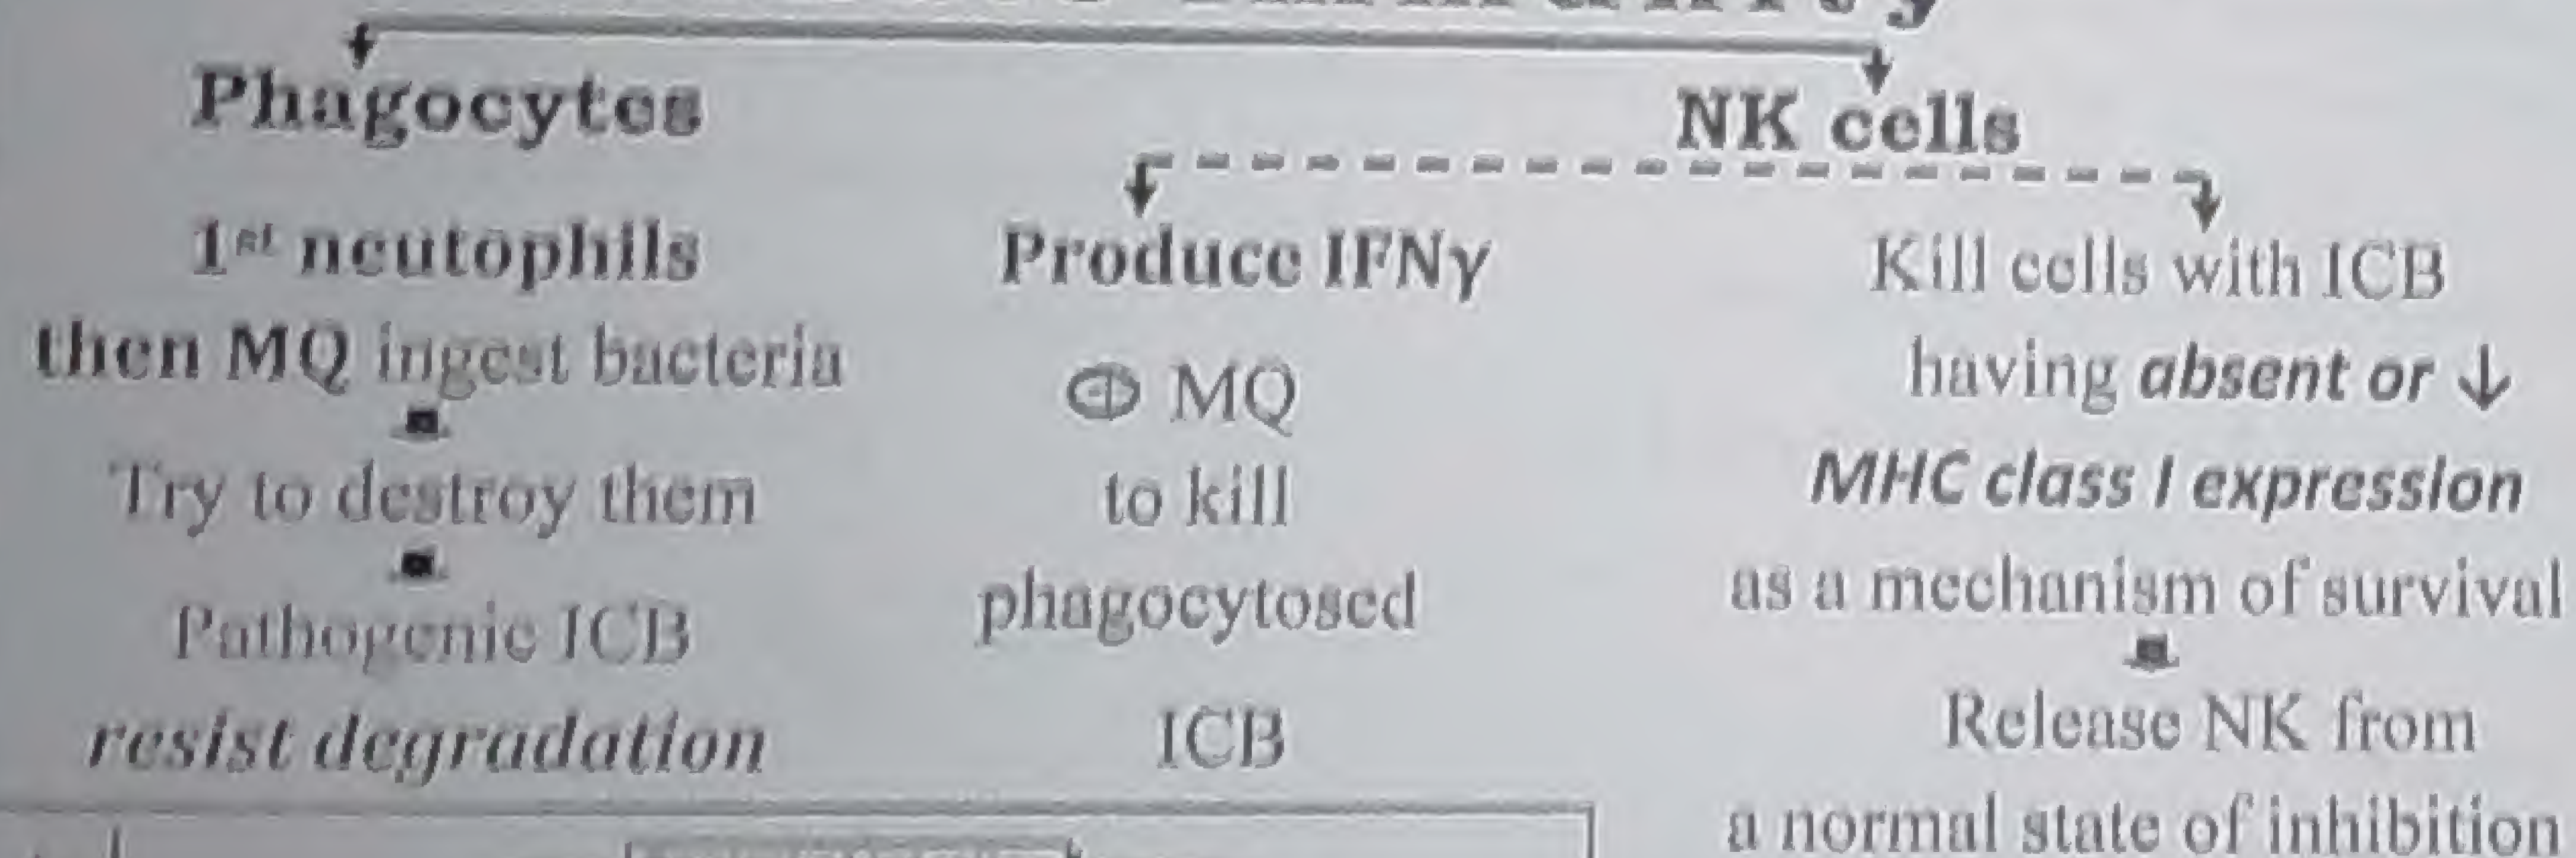 Phagocytes
1st neutophils
then MQ ingest bacteria
Try to destroy them
Pathogenic ICB
resist degradation
NK cells
Produce IFNγ
⊕ MQ
to kill
phagocytosed
ICB
Kill cells with ICB
having absent or ↓
MHC class I expression
as a mechanism of survival
Release NK from
a normal state of inhibition